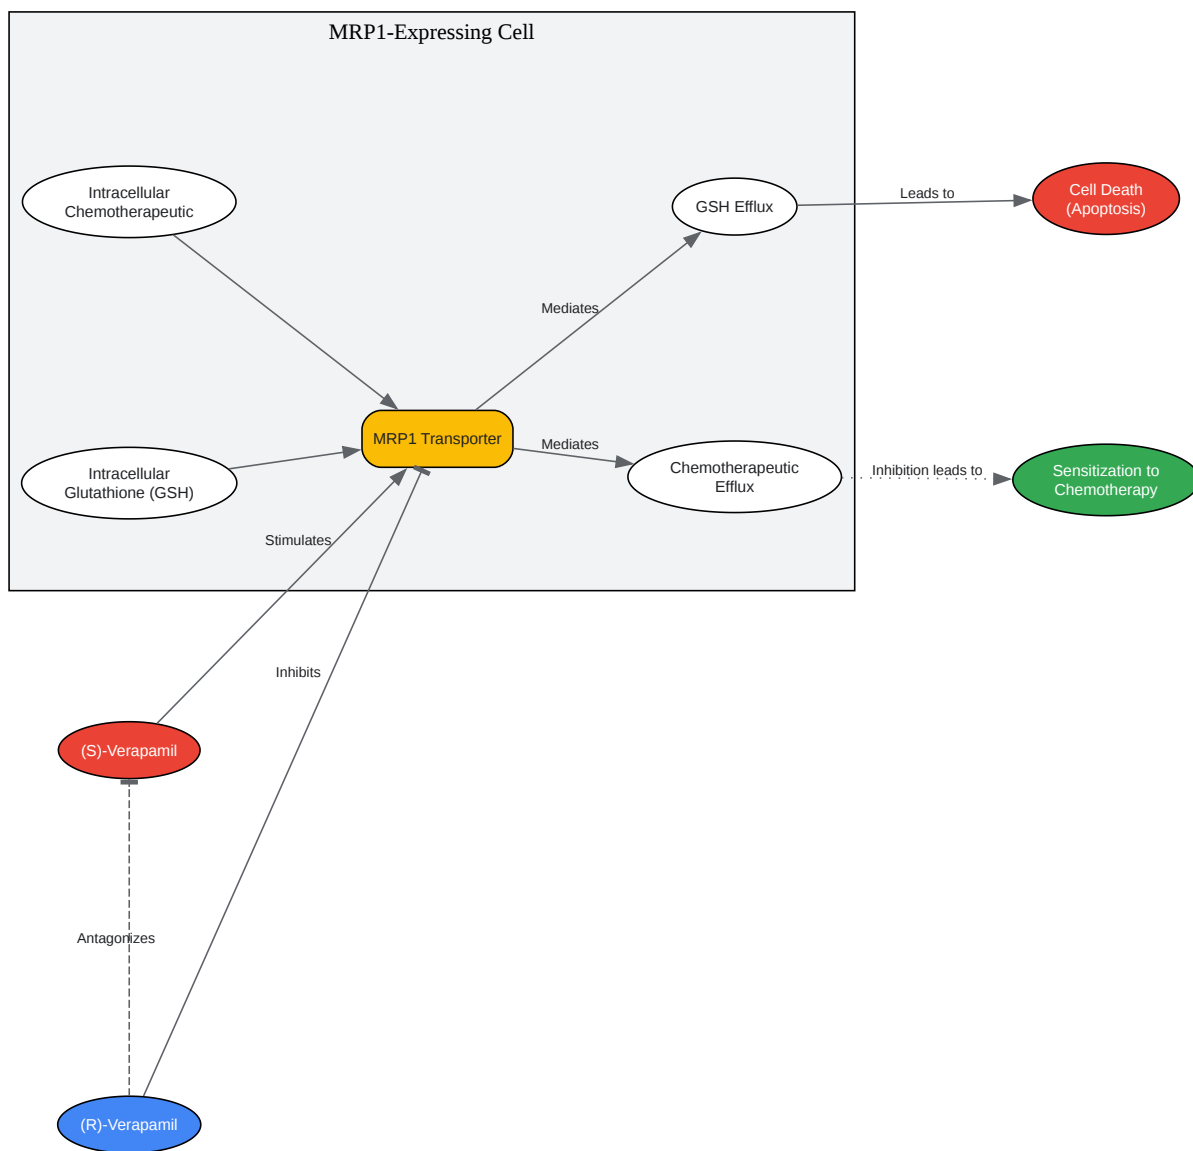 MRP1-Expressing Cell
Intracellular
Chemotherapeutic
GSH Efflux
Leads to
Cell Death
(Apoptosis)
Mediates
MRP1 Transporter
Mediates
Intracellular
Glutathione (GSH)
Chemotherapeutic
Efflux
Inhibition leads to
Sensitization to
Chemotherapy
Stimulates
Inhibits
(S)-Verapamil
Antagonizes
(R)-Verapamil